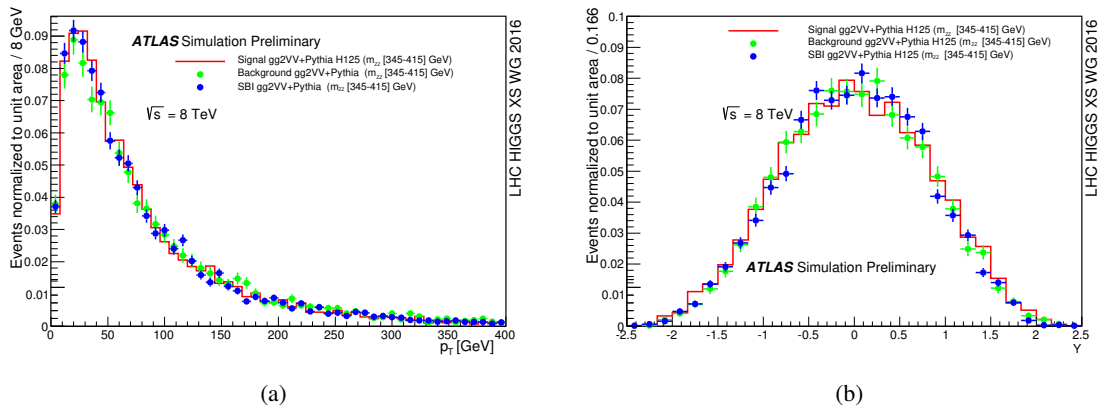 Events normalized to unit area / 8 GeV
0.09
0.08
0.07
0.06
0.05
0.04
0.03
0.02
0.01
0
ATLAS Simulation Preliminary
Signal gg2VV+Pythia H125 (mzz [345-415] GeV)
Background gg2VV+Pythia (mzz [345-415] GeV)
SBI gg2VV+Pythia (mzz [345-415] GeV)
√s = 8 TeV
LHC HIGGS XS WG 2016
0 50 100 150 200 250 300 350 400
pT [GeV]
(a)
Events normalized to unit area / 0.166
0.1
0.09
0.08
0.07
0.06
0.05
0.04
0.03
0.02
0.01
0
Signal gg2VV+Pythia H125 (mzz [345-415] GeV)
Background gg2VV+Pythia H125 (mzz [345-415] GeV)
SBI gg2VV+Pythia H125 (mzz [345-415] GeV)
√s = 8 TeV
ATLAS Simulation Preliminary
LHC HIGGS XS WG 2016
-2.5 -2 -1.5 -1 -0.5 0 0.5 1 1.5 2 2.5
Y
(b)